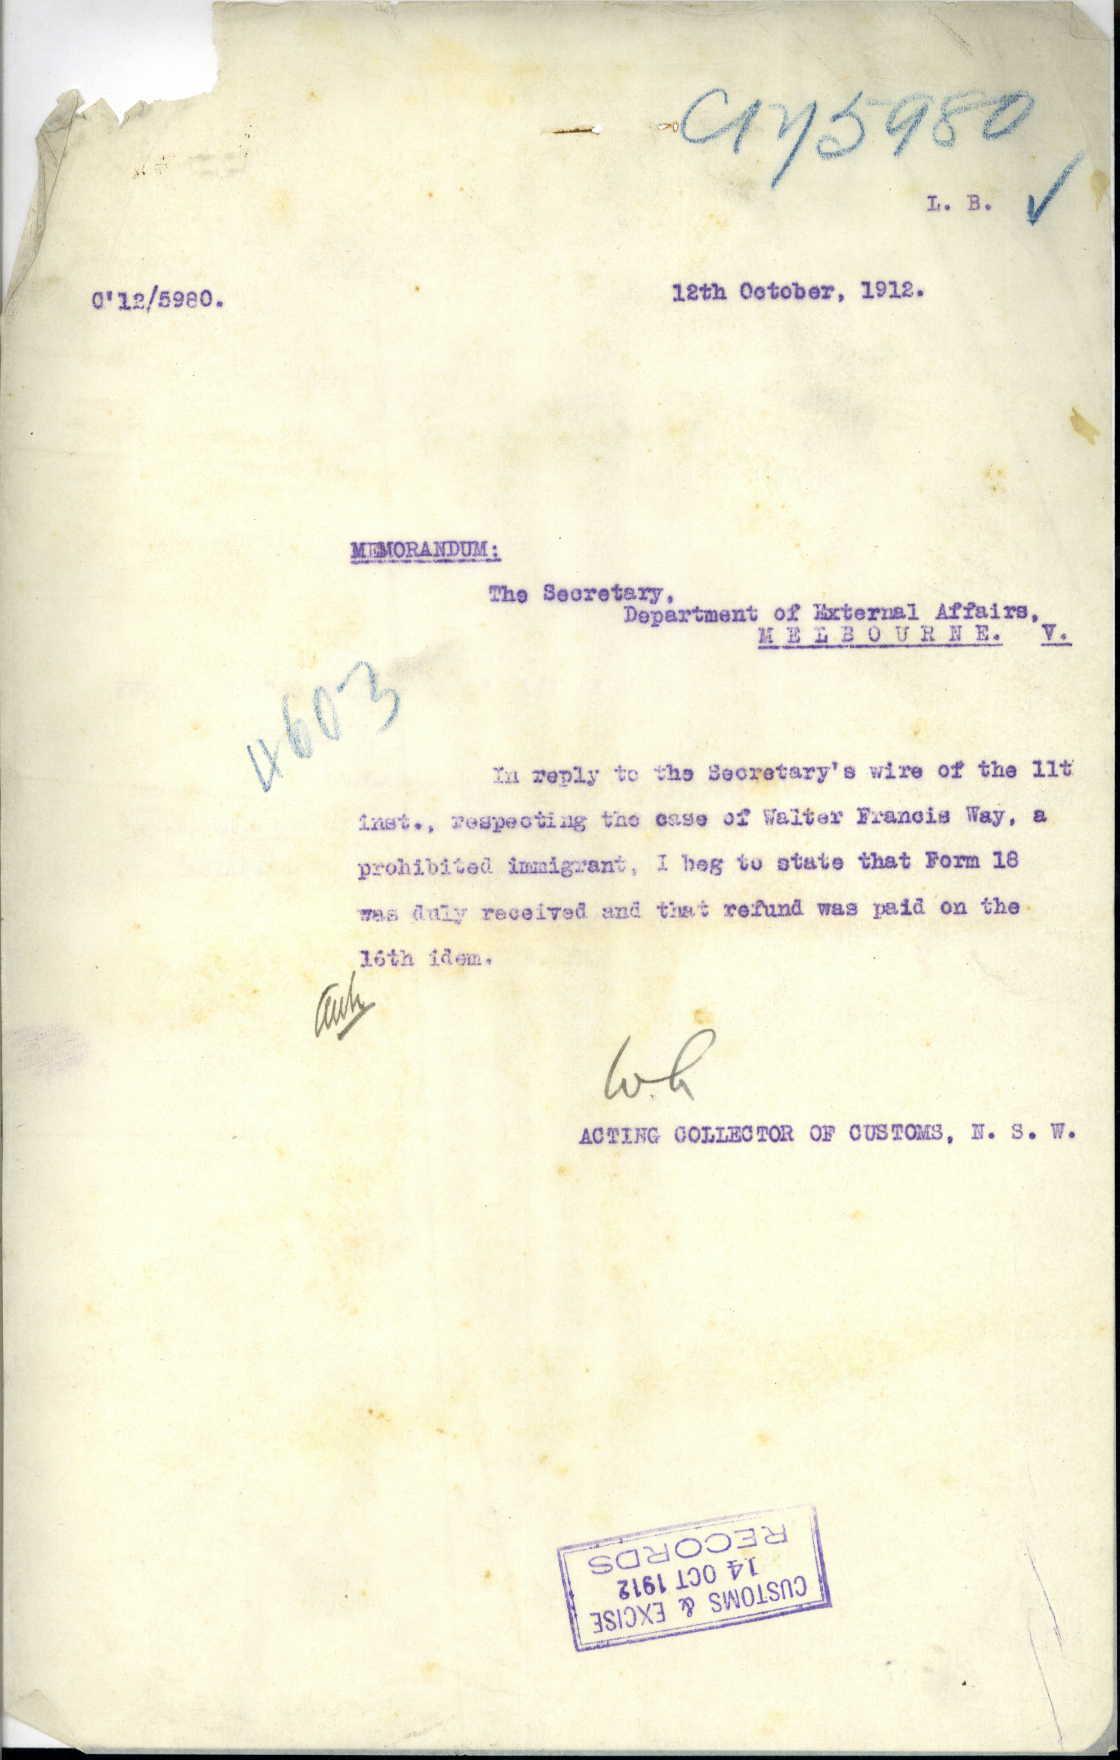 C12/5980
L. B.
C'12/5980.
12th October, 1912.
MEMORANDUM:
The Secretary,
Department of External Affairs,
MELBOURNE. V.
4603
In reply to the Secretary's wire of the 11t
inst., respecting the case of Walter Francis Way, a
prohibited immigrant, I beg to state that Form 18
was duly received and that refund was paid on the
16th idem.
ACTING COLLECTOR OF CUSTOMS, N. S. W.
CUSTOMS & EXCISE
14 OCT 1912
RECORDS